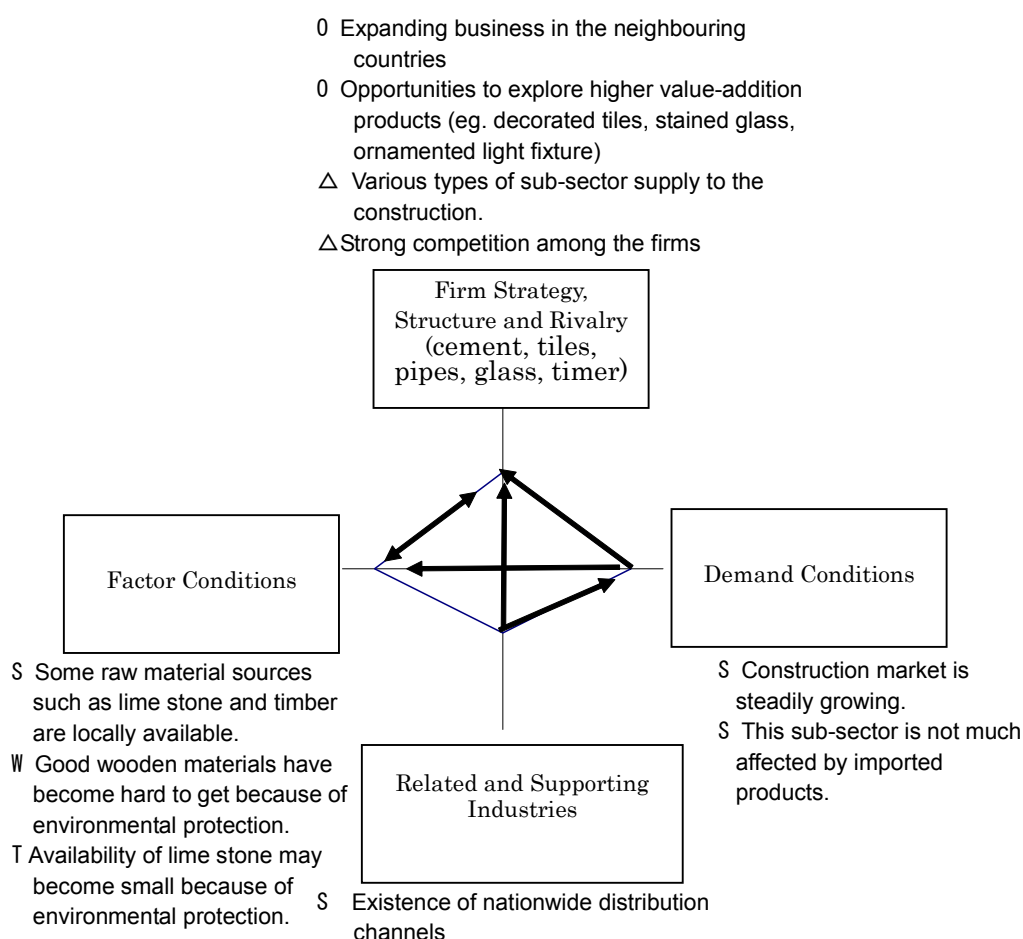 O Expanding business in the neighbouring
countries
O Opportunities to explore higher value-addition
products (eg. decorated tiles, stained glass,
ornamented light fixture)
△ Various types of sub-sector supply to the
construction.
△Strong competition among the firms
Firm Strategy,
Structure and Rivalry
(cement, tiles,
pipes, glass, timer)
Factor Conditions
Demand Conditions
S Some raw material sources
such as lime stone and timber
are locally available.
W Good wooden materials have
become hard to get because of
environmental protection.
T Availability of lime stone may
become small because of
environmental protection.
S Construction market is
steadily growing.
S This sub-sector is not much
affected by imported
products.
Related and Supporting
Industries
S Existence of nationwide distribution
channels